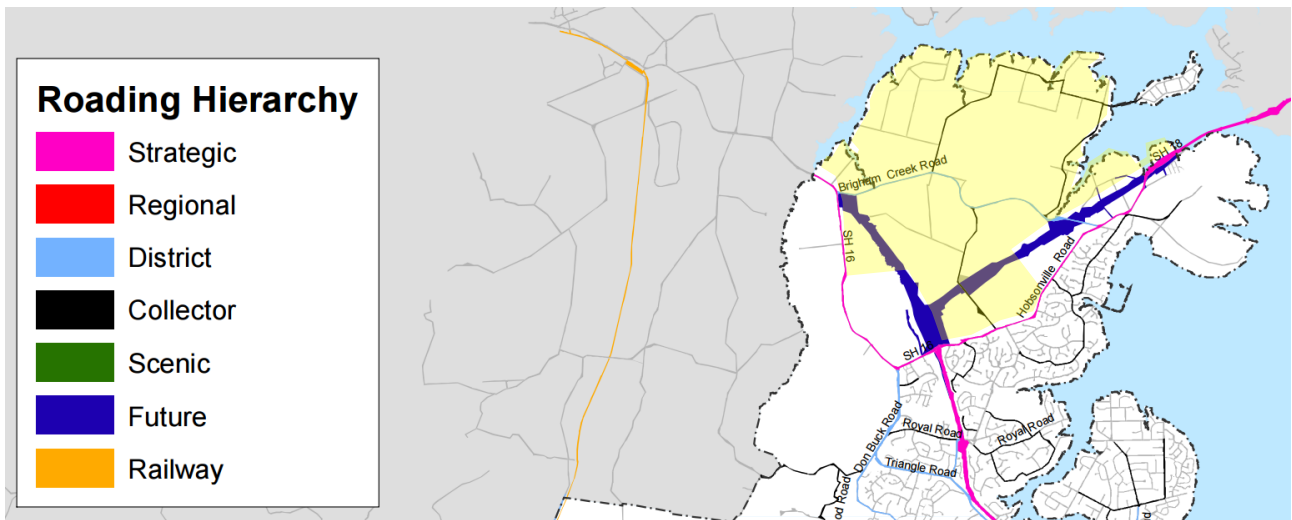 Roading Hierarchy
Strategic
Regional
District
Collector
Scenic
Future
Railway
SH 18
Brigham Creek Road
SH 16
Hobsonville Road
Don Buck Road
Royal Road
Royal Road
Triangle Road
Road